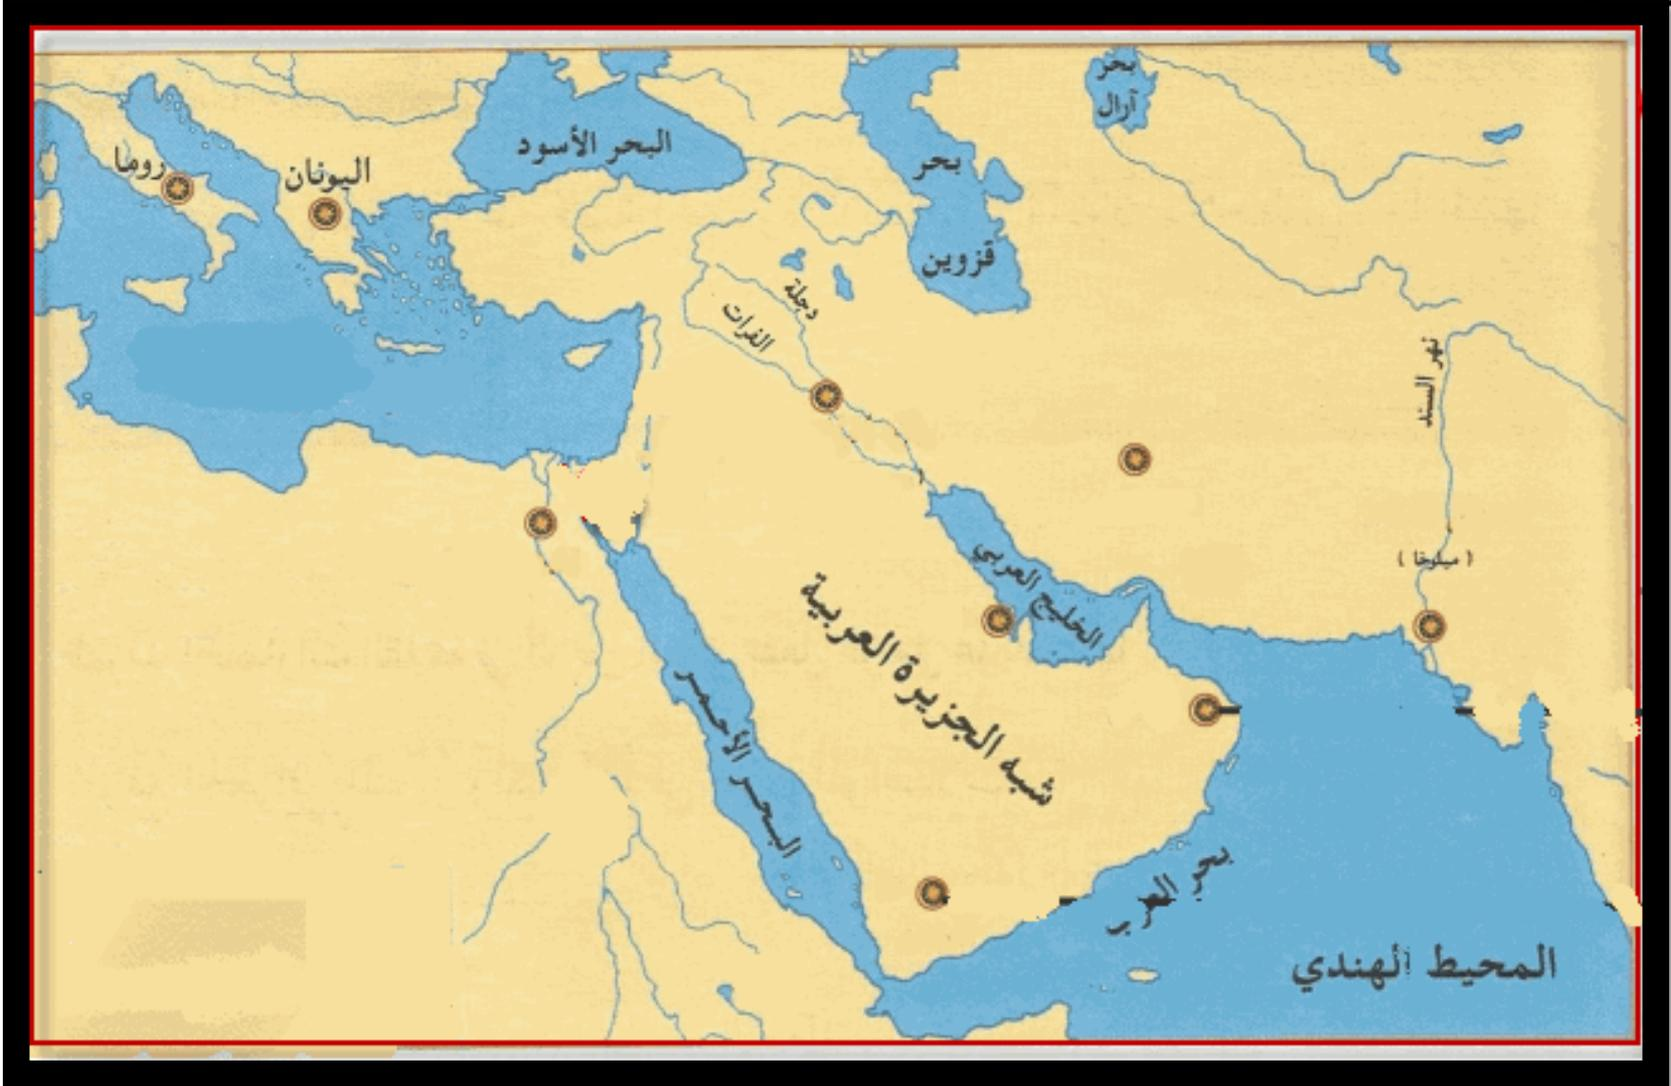 بحر
آرال
البحر الأسود
بحر
قزوين
اليونان
روما
دجلة
الفرات
نهر السند
( ميلوخا )
الخليج العربي
شبه الجزيرة العربية
البحر الأحمر
بحر العرب
المحيط الهندي